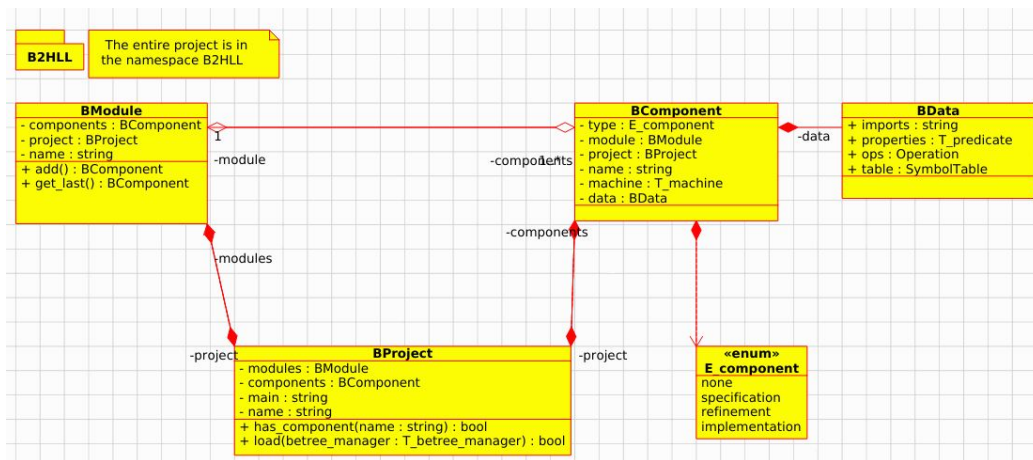 The entire project is in
the namespace B2HLL
B2HLL
BModule
- components : BComponent
- project : BProject
- name : string
+ add() : BComponent
+ get_last() : BComponent
1
-module
-components
1..*
BComponent
- type : E_component
- module : BModule
- project : BProject
- name : string
- machine : T_machine
- data : BData
-data
BData
+ imports : string
+ properties : T_predicate
+ ops : Operation
+ table : SymbolTable
-components
-modules
-project
BProject
- modules : BModule
- components : BComponent
- main : string
- name : string
+ has_component(name : string) : bool
+ load(betree_manager : T_betree_manager) : bool
-project
«enum»
E_component
none
specification
refinement
implementation